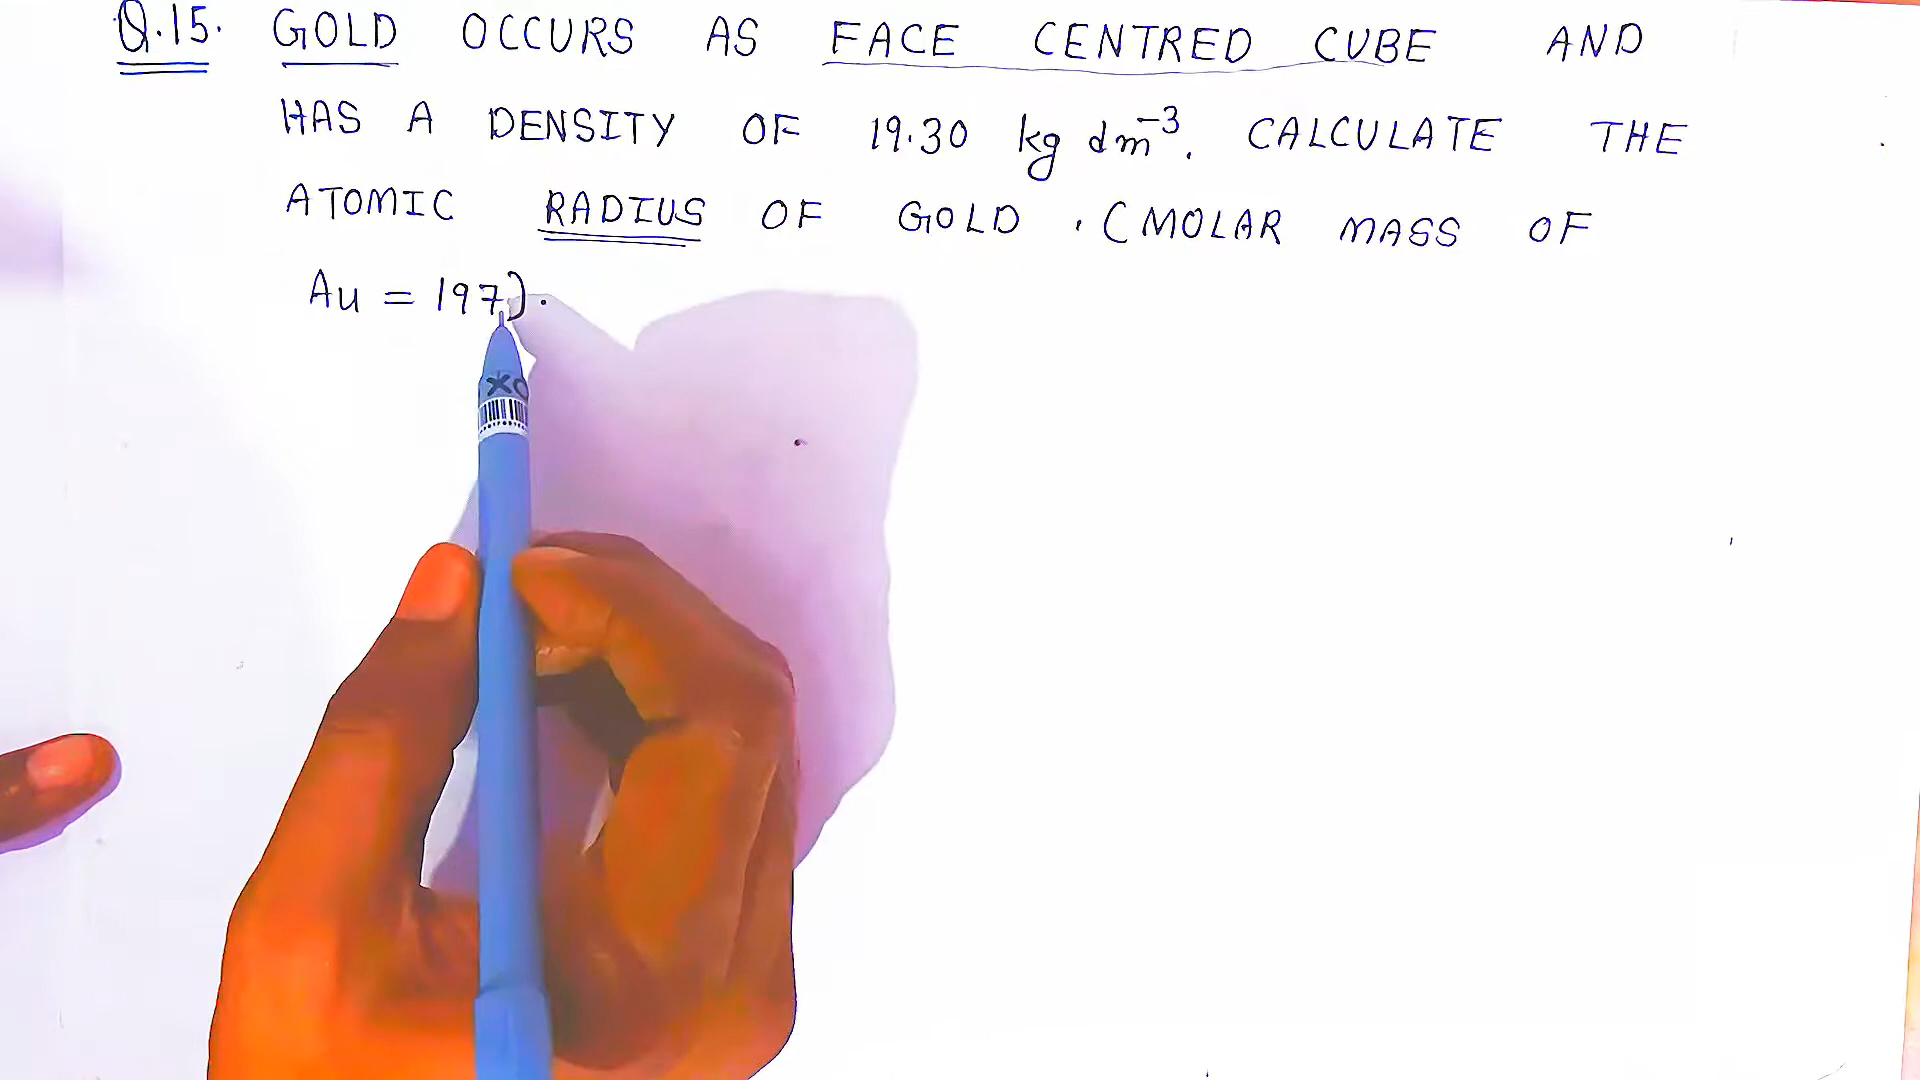 Q.15. GOLD OCCURS AS FACE CENTRED CUBE AND
HAS A DENSITY OF 19.30 kg dm⁻³. CALCULATE THE
ATOMIC RADIUS OF GOLD . (MOLAR MASS OF
Au = 197).
XO